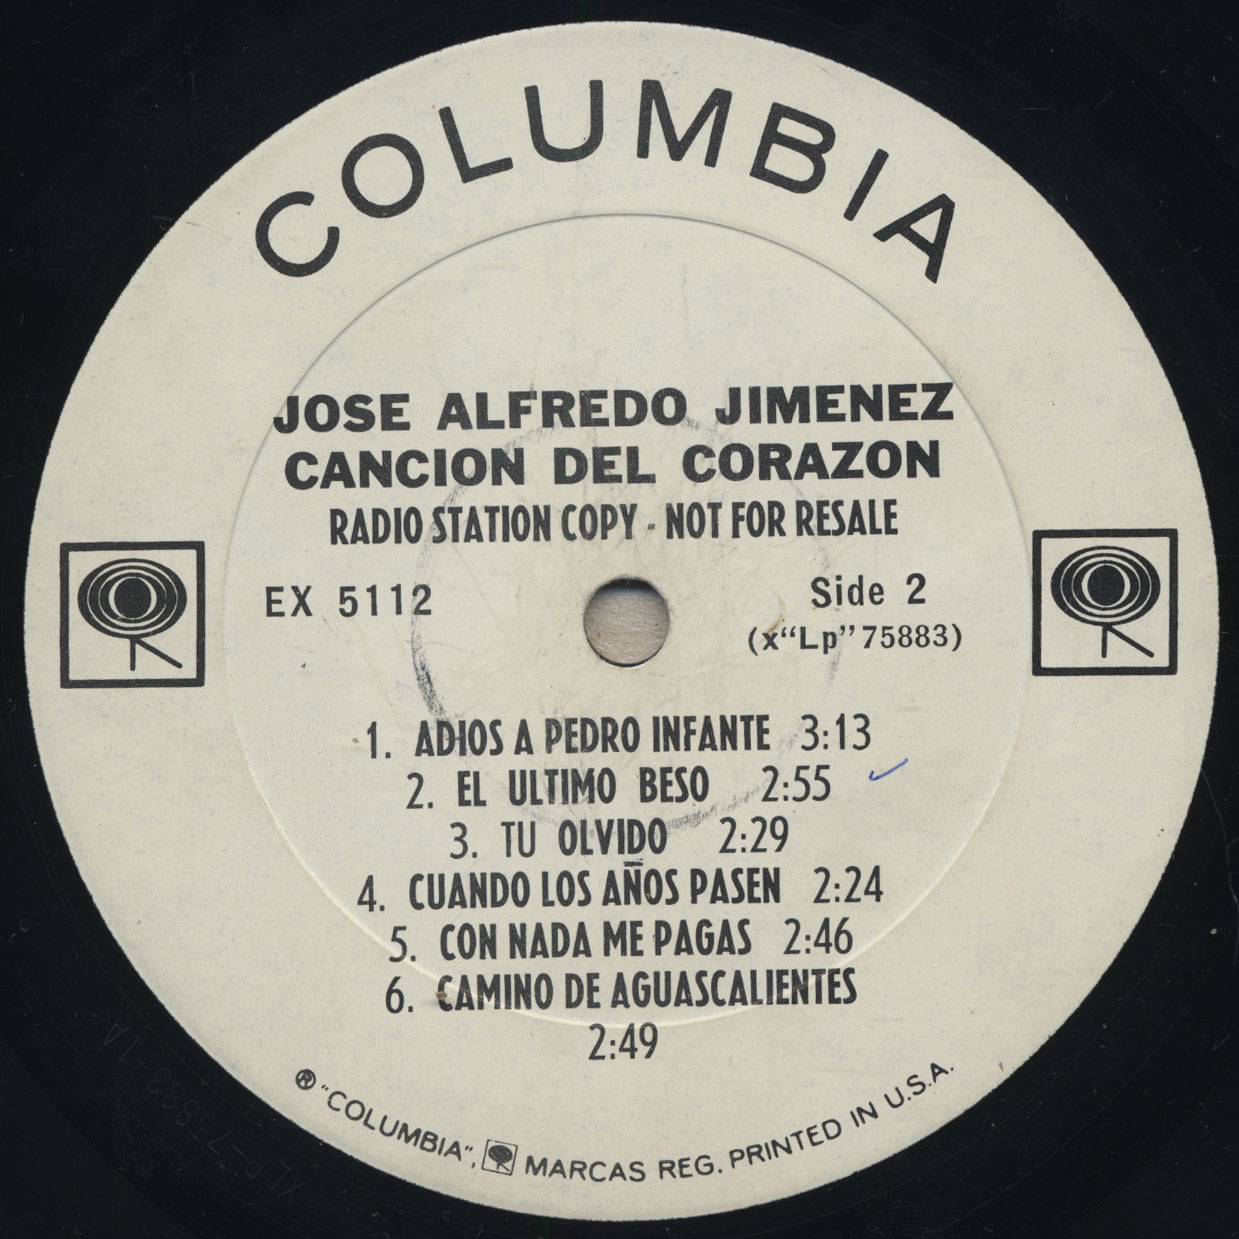 COLUMBIA
JOSE ALFREDO JIMENEZ
CANCION DEL CORAZON
RADIO STATION COPY - NOT FOR RESALE
EX 5112
Side 2
(x“Lp”75883)
1. ADIOS A PEDRO INFANTE 3:13
2. EL ULTIMO BESO 2:55
3. TU OLVIDO 2:29
4. CUANDO LOS AÑOS PASEN 2:24
5. CON NADA ME PAGAS 2:46
6. CAMINO DE AGUASCALIENTES
2:49
® "COLUMBIA", MARCAS REG. PRINTED IN U.S.A.
XLP-75883-1A